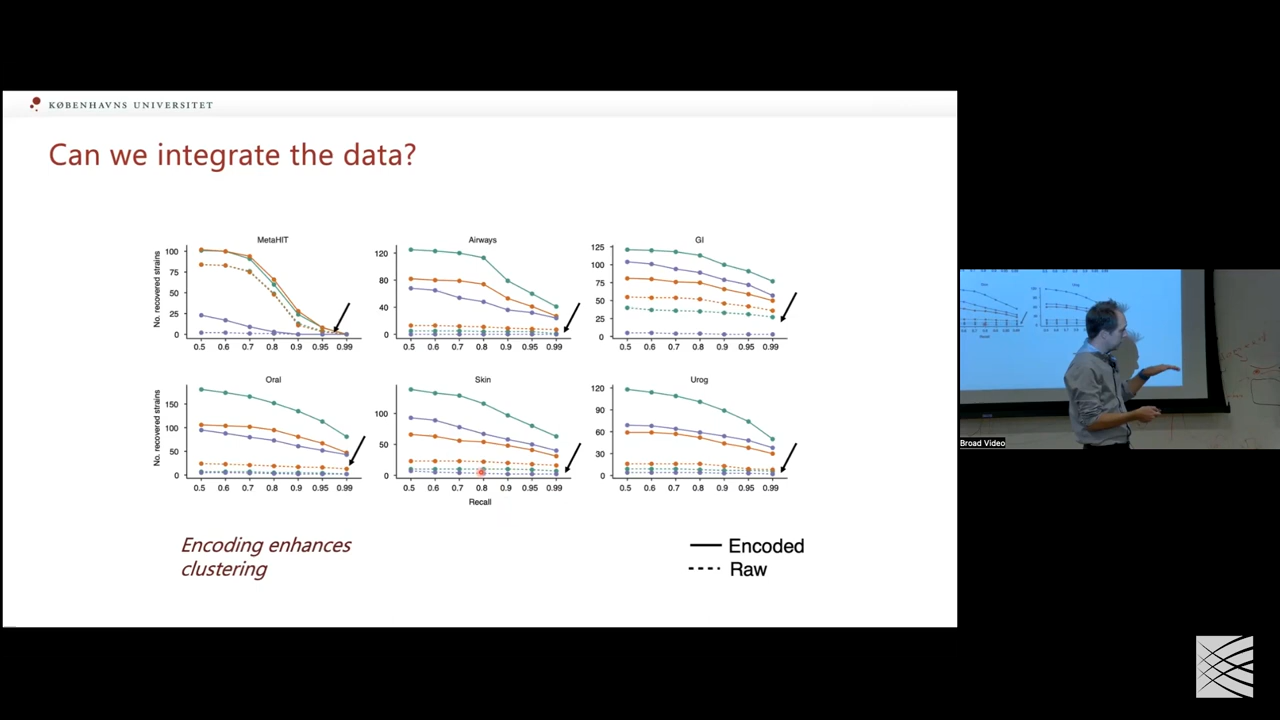 KØBENHAVNS UNIVERSITET
Can we integrate the data?
MetaHIT
Airways
GI
No. recovered strains
100
75
50
25
0
0.5 0.6 0.7 0.8 0.9 0.95 0.99
120
80
40
0
0.5 0.6 0.7 0.8 0.9 0.95 0.99
125
100
75
50
25
0
0.5 0.6 0.7 0.8 0.9 0.95 0.99
Oral
Skin
Urog
No. recovered strains
150
100
50
0
0.5 0.6 0.7 0.8 0.9 0.95 0.99
100
50
0
0.5 0.6 0.7 0.8 0.9 0.95 0.99
120
90
60
30
0
0.5 0.6 0.7 0.8 0.9 0.95 0.99
Recall
Encoding enhances
clustering
Encoded
Raw
Broad Video